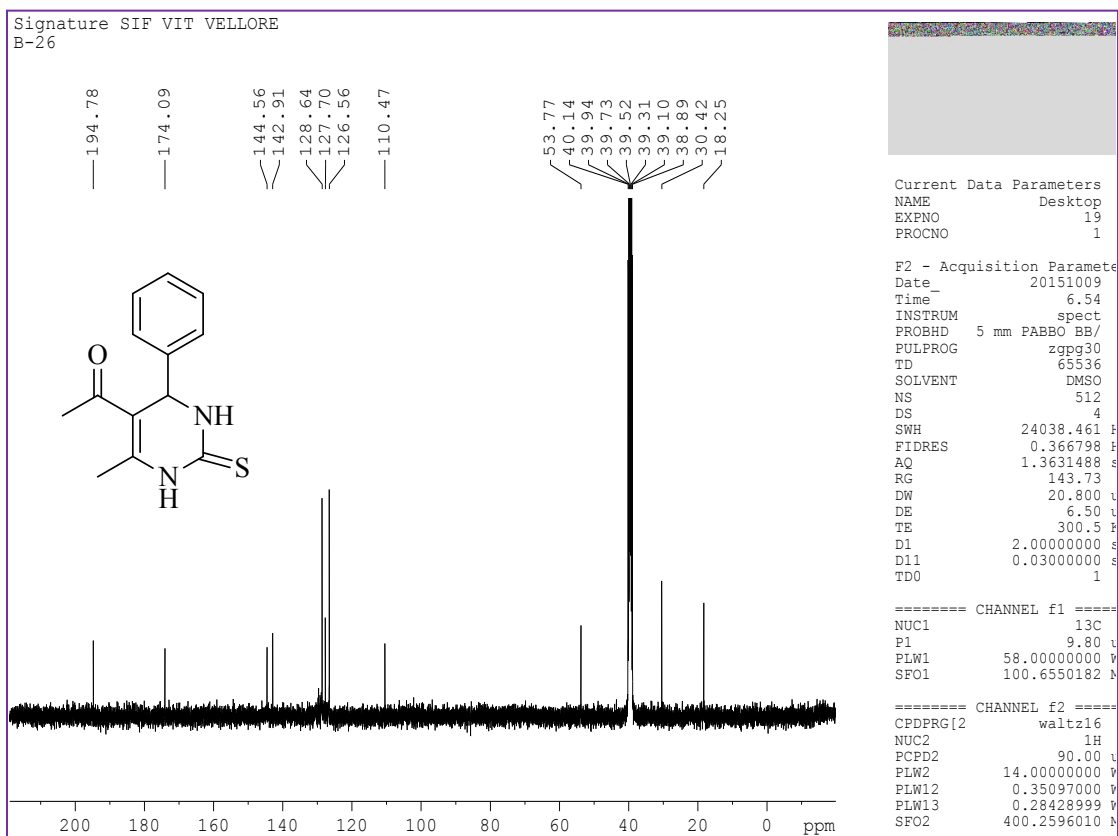 Signature SIF VIT VELLORE
B-26
194.78
174.09
144.56
142.91
128.64
127.70
126.56
110.47
53.77
40.14
39.94
39.73
39.52
39.31
39.10
38.89
30.42
18.25
O
NH
N
H
S
200 180 160 140 120 100 80 60 40 20 0 ppm
Current Data Parameters
NAME Desktop
EXPNO 19
PROCNO 1
F2 - Acquisition Paramete
Date_ 20151009
Time 6.54
INSTRUM spect
PROBHD 5 mm PABBO BB/
PULPROG zgpg30
TD 65536
SOLVENT DMSO
NS 512
DS 4
SWH 24038.461 H
FIDRES 0.366798 H
AQ 1.3631488 s
RG 143.73
DW 20.800 u
DE 6.50 u
TE 300.5 K
D1 2.00000000 s
D11 0.03000000 s
TD0 1
======== CHANNEL f1 =====
NUC1 13C
P1 9.80 u
PLW1 58.00000000 W
SFO1 100.6550182 M
======== CHANNEL f2 =====
CPDPRG[2 waltz16
NUC2 1H
PCPD2 90.00 u
PLW2 14.00000000 W
PLW12 0.35097000 W
PLW13 0.28428999 W
SFO2 400.2596010 M